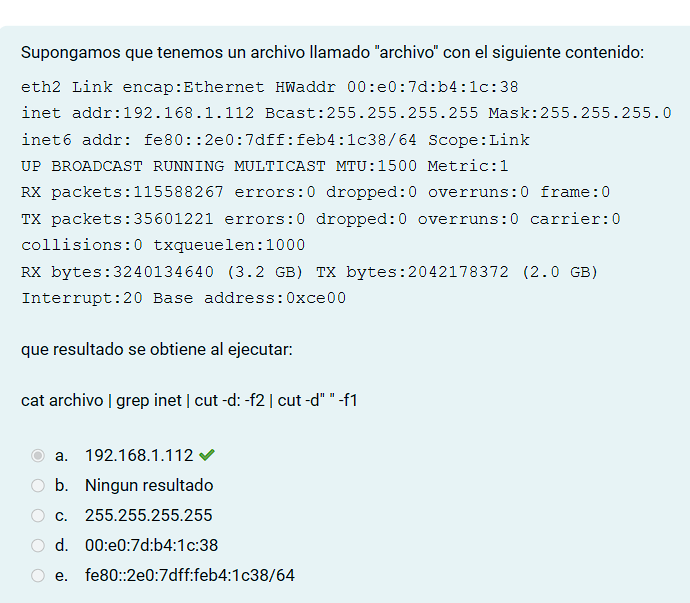 Supongamos que tenemos un archivo llamado "archivo" con el siguiente contenido:
eth2 Link encap:Ethernet HWaddr 00:e0:7d:b4:1c:38
inet addr:192.168.1.112 Bcast:255.255.255.255 Mask:255.255.255.0
inet6 addr: fe80::2e0:7dff:feb4:1c38/64 Scope:Link
UP BROADCAST RUNNING MULTICAST MTU:1500 Metric:1
RX packets:115588267 errors:0 dropped:0 overruns:0 frame:0
TX packets:35601221 errors:0 dropped:0 overruns:0 carrier:0
collisions:0 txqueuelen:1000
RX bytes:3240134640 (3.2 GB) TX bytes:2042178372 (2.0 GB)
Interrupt:20 Base address:0xce00
que resultado se obtiene al ejecutar:
cat archivo | grep inet | cut -d: -f2 | cut -d" " -f1
a. 192.168.1.112
b. Ningun resultado
c. 255.255.255.255
d. 00:e0:7d:b4:1c:38
e. fe80::2e0:7dff:feb4:1c38/64